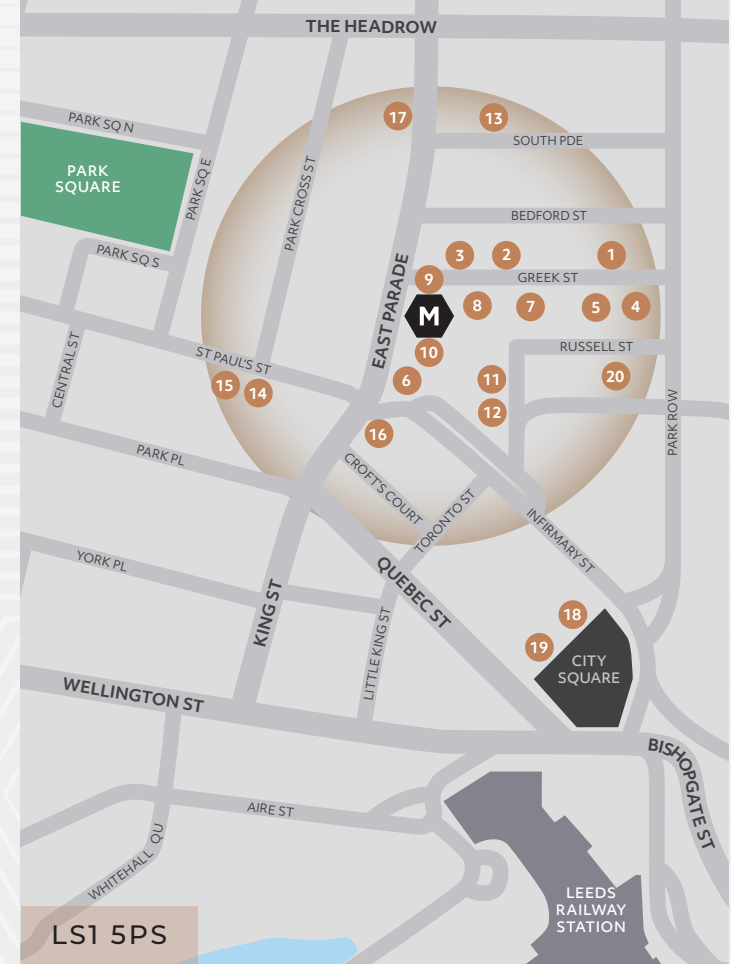 THE HEADROW
17
13
PARK SQ N
SOUTH PDE
PARK
SQUARE
PARK SQ E
PARK CROSS ST
BEDFORD ST
PARK SQ S
3
2
1
9
GREEK ST
EAST PARADE
8
7
5
4
M
10
RUSSELL ST
ST PAUL'S ST
CENTRAL ST
15
14
6
11
20
12
PARK ROW
16
PARK PL
CROFT'S COURT
TORONTO ST
INFIRMARY ST
YORK PL
QUEBEC ST
KING ST
LITTLE KING ST
18
19
CITY
SQUARE
WELLINGTON ST
BISHOPGATE ST
AIRE ST
WHITEHALL QU
LEEDS
RAILWAY
STATION
LS1 5PS